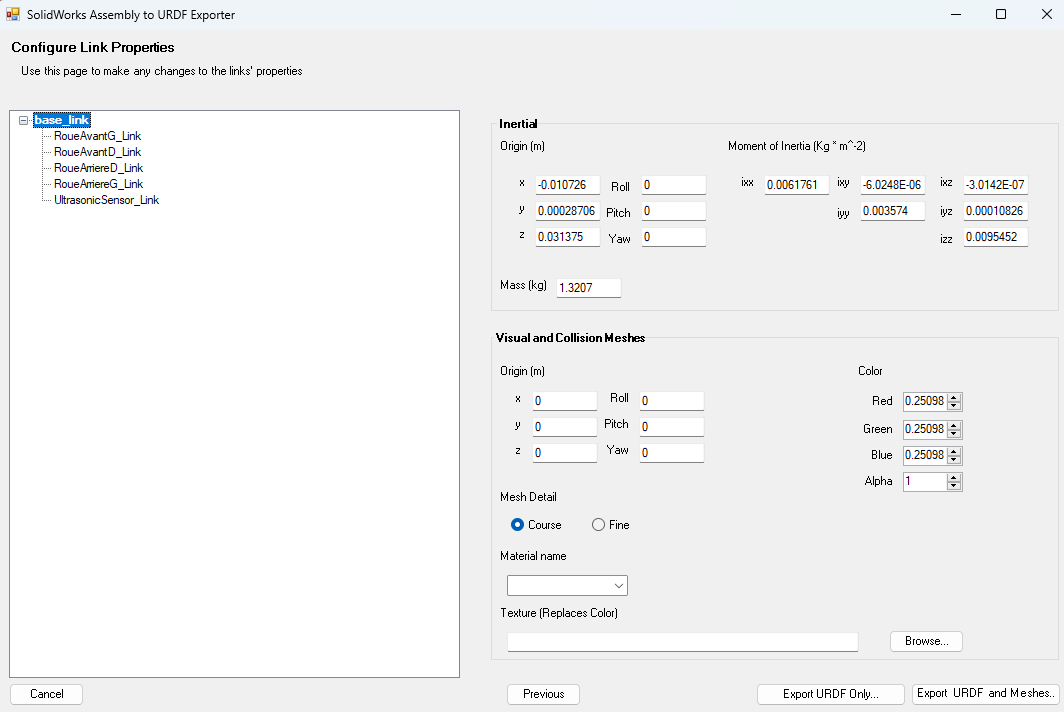 SolidWorks Assembly to URDF Exporter
Configure Link Properties
Use this page to make any changes to the links' properties
base_link
RoueAvantG_Link
RoueAvantD_Link
RoueArriereD_Link
RoueArriereG_Link
UltrasonicSensor_Link
Inertial
Origin (m)
Moment of Inertia (Kg * m^-2)
x -0.010726 Roll 0
ixx 0.0061761 ixy -6.0248E-06 ixz -3.0142E-07
y 0.00028706 Pitch 0
iyy 0.003574 iyz 0.00010826
z 0.031375 Yaw 0
izz 0.0095452
Mass (kg) 1.3207
Visual and Collision Meshes
Origin (m)
Color
x 0 Roll 0
Red 0.25098
y 0 Pitch 0
Green 0.25098
z 0 Yaw 0
Blue 0.25098
Alpha 1
Mesh Detail
Course Fine
Material name
Texture (Replaces Color)
Browse...
Cancel
Previous
Export URDF Only...
Export URDF and Meshes..